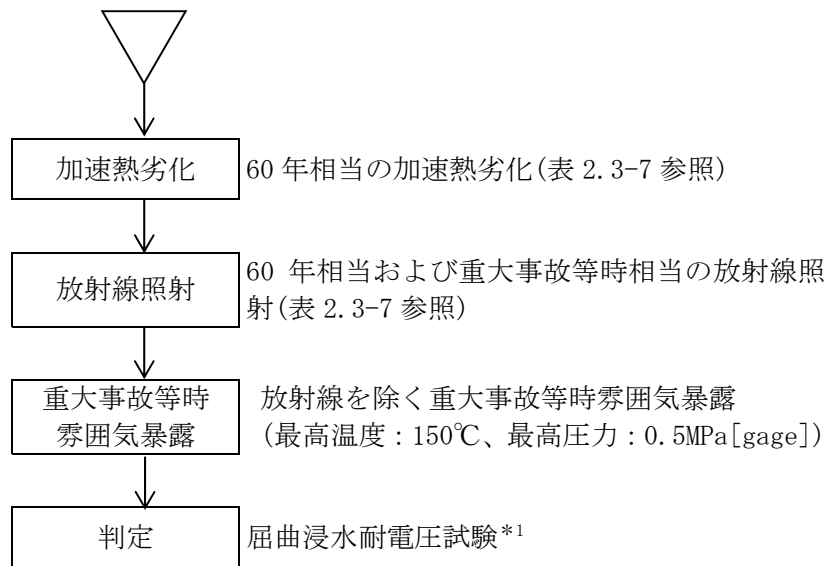 加速熱劣化
60年相当の加速熱劣化(表 2.3-7 参照)
放射線照射
60 年相当および重大事故等時相当の放射線照
射(表 2.3-7 参照)
重大事故等時
雰囲気暴露
放射線を除く重大事故等時雰囲気暴露
(最高温度:150℃、最高圧力:0.5MPa[gage])
判定
屈曲浸水耐電圧試験*1